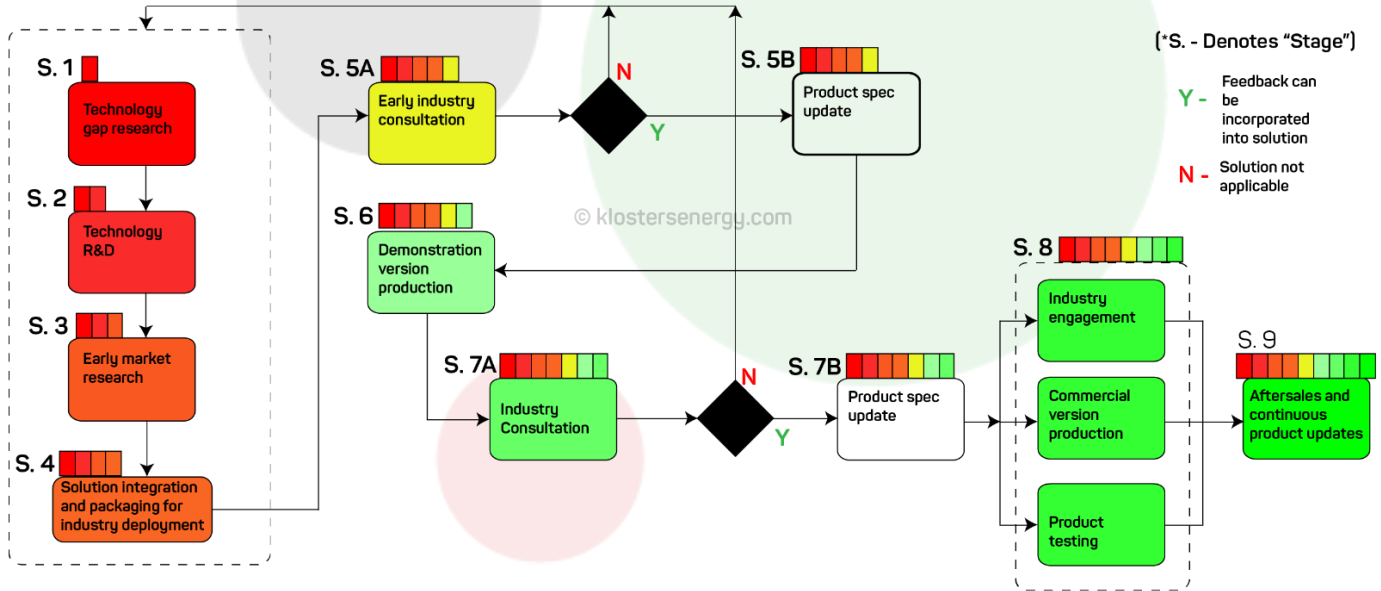 S. 1
Technology
gap research
S. 2
Technology
R&D
S. 3
Early market
research
S. 4
Solution integration
and packaging for
industry deployment
S. 5A
Early industry
consultation
N
Y
S. 5B
Product spec
update
(*S. - Denotes “Stage”)
Y -
Feedback can
be
incorporated
into solution
N -
Solution not
applicable
© klostersenergy.com
S. 6
Demonstration
version
production
S. 7A
Industry
Consultation
N
Y
S. 7B
Product spec
update
S. 8
Industry
engagement
Commercial
version
production
Product
testing
S. 9
Aftersales and
continuous
product updates